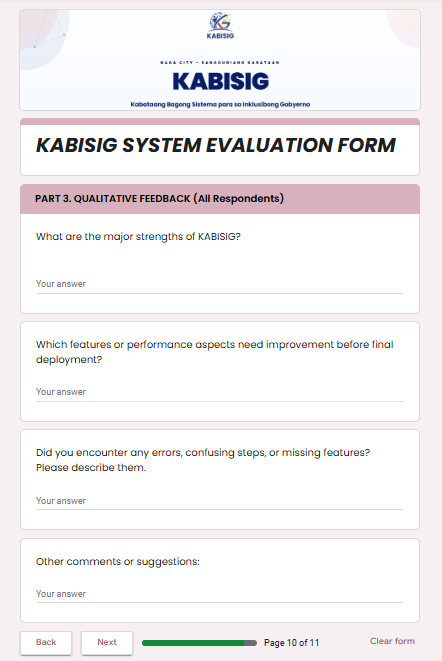 KABISIG
NAGA CITY - SANGGUNIANG KABATAAN
KABISIG
Kabataang Bagong Sistema para sa Inklusibong Gobyerno
KABISIG SYSTEM EVALUATION FORM
PART 3. QUALITATIVE FEEDBACK (All Respondents)
What are the major strengths of KABISIG?
Your answer
Which features or performance aspects need improvement before final
deployment?
Your answer
Did you encounter any errors, confusing steps, or missing features?
Please describe them.
Your answer
Other comments or suggestions:
Your answer
Back Next Page 10 of 11 Clear form